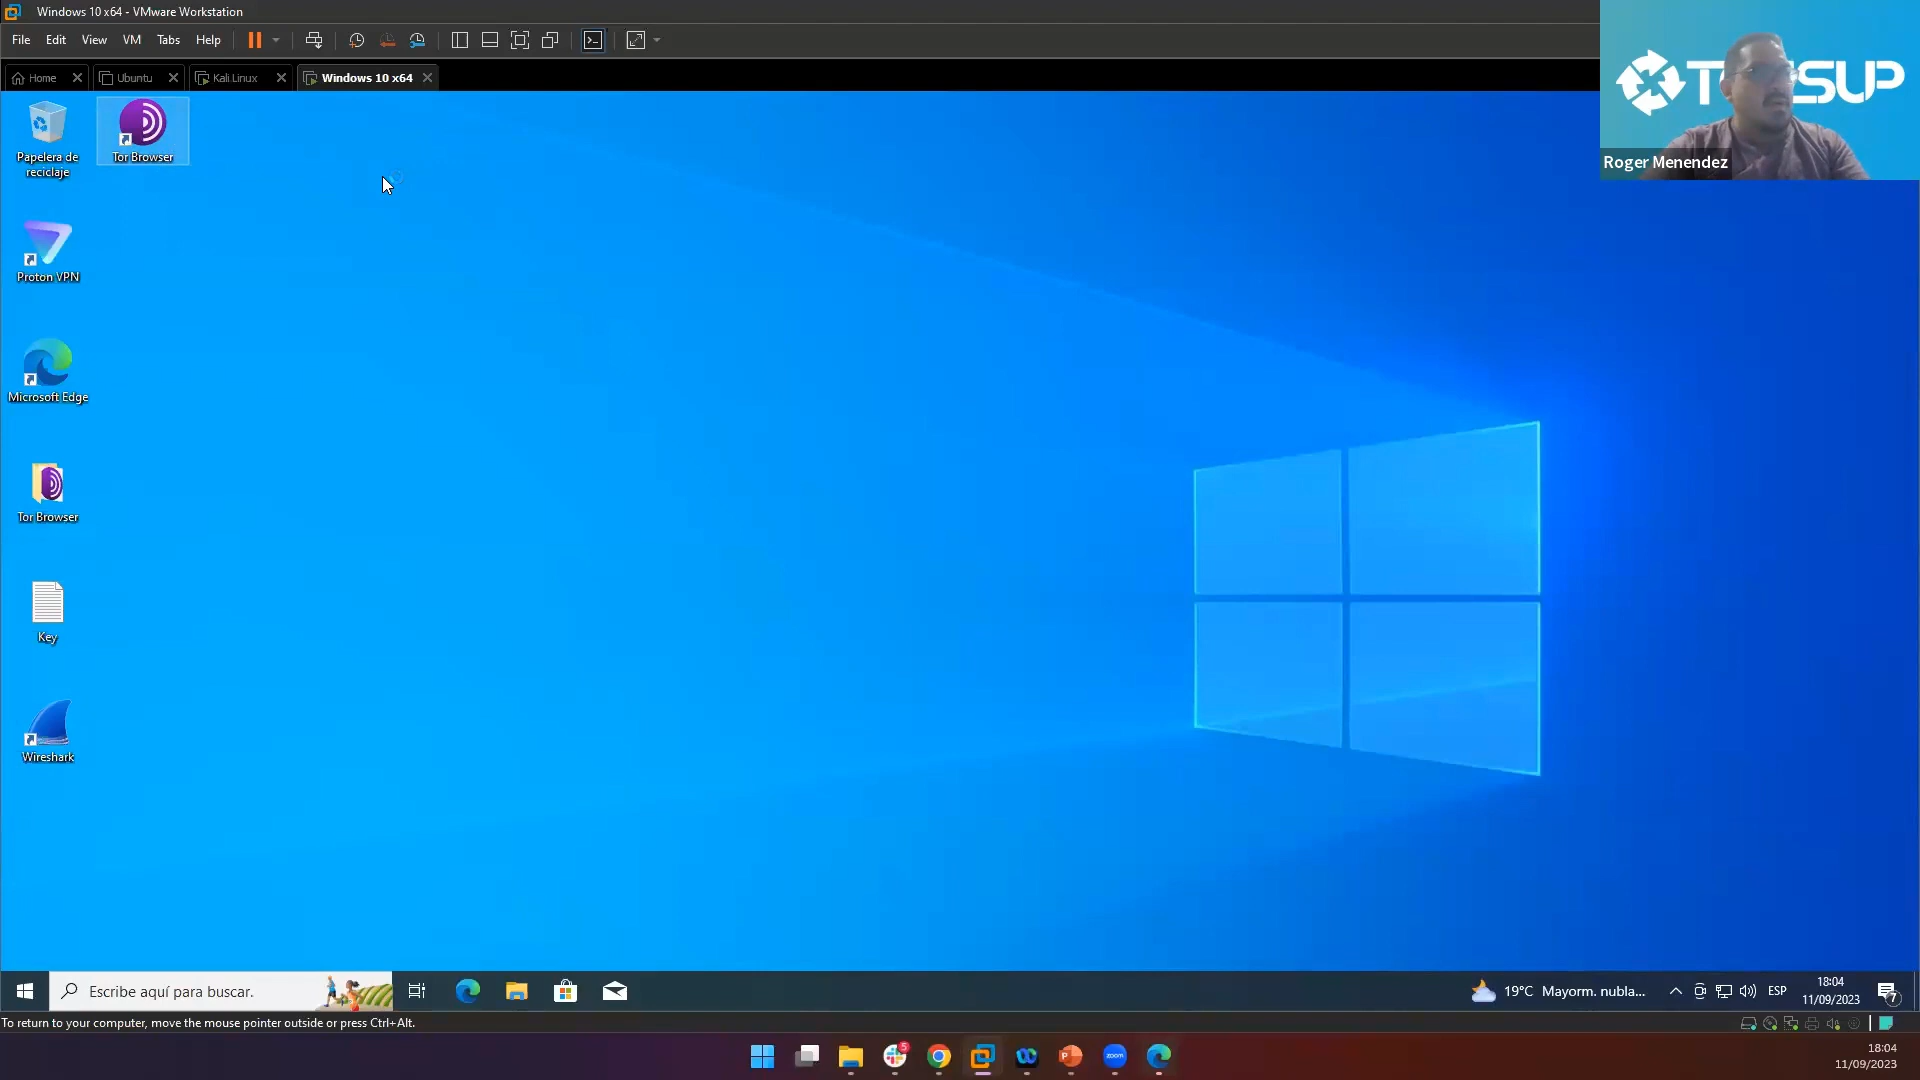 Windows 10 x64 - VMware Workstation
File Edit View VM Tabs Help
Home Ubuntu Kali Linux Windows 10 x64
Roger Menendez
Papelera de
reciclaje
Tor Browser
Proton VPN
Microsoft Edge
Tor Browser
Key
Wireshark
Escribe aquí para buscar.
19°C Mayorm. nubla...
ESP
18:04
11/09/2023
7
To return to your computer, move the mouse pointer outside or press Ctrl+Alt.
5
zoom
18:04
11/09/2023